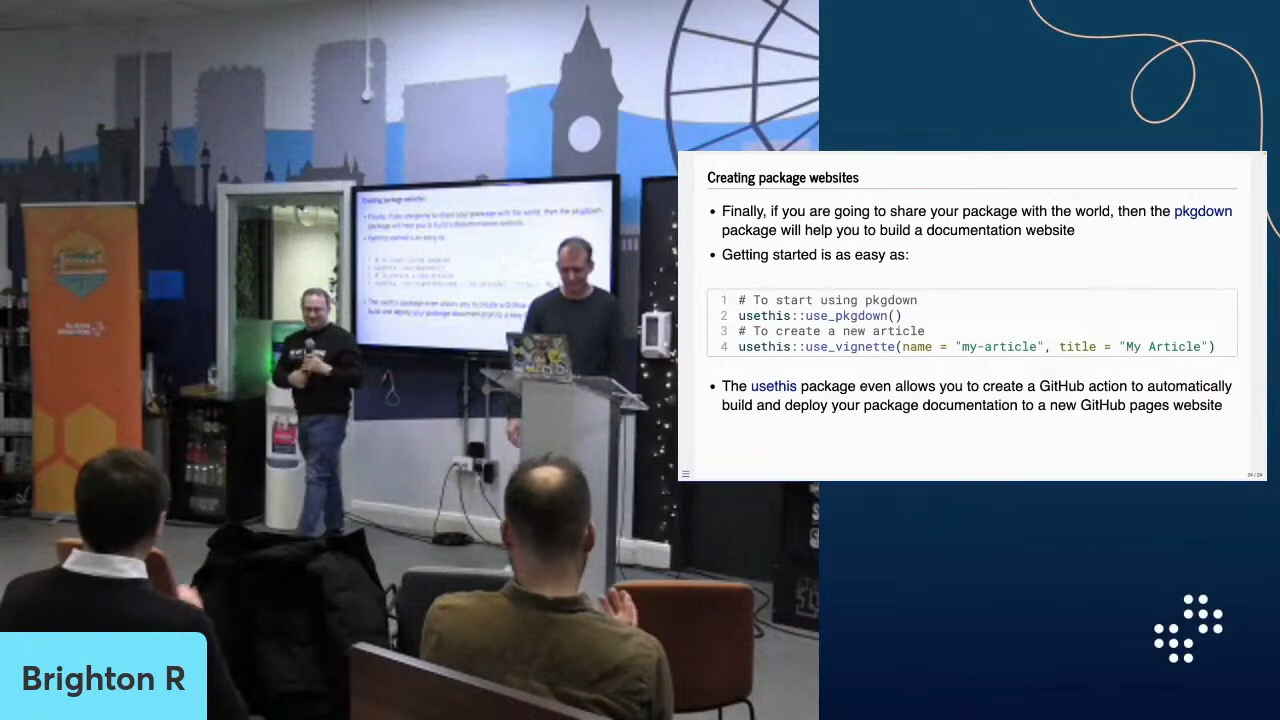 Creating package websites
• Finally, if you are going to share your package with the world, then the pkgdown
package will help you to build a documentation website
• Getting started is as easy as:
1 # To start using pkgdown
2 usethis::use_pkgdown()
3 # To create a new article
4 usethis::use_vignette(name = "my-article", title = "My Article")
• The usethis package even allows you to create a GitHub action to automatically
build and deploy your package documentation to a new GitHub pages website
24 / 24
Brighton R